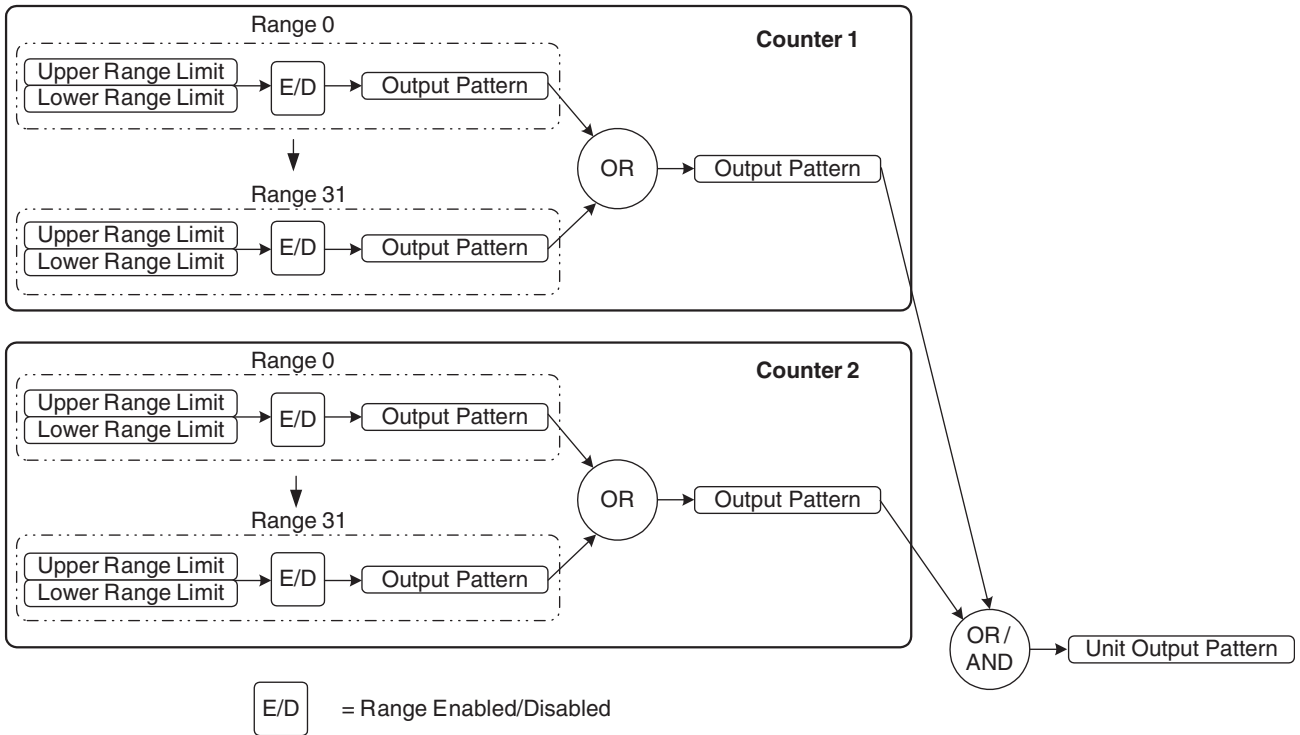 Range 0
Counter 1
Upper Range Limit
Lower Range Limit
E/D
Output Pattern
OR
Output Pattern
Range 31
Upper Range Limit
Lower Range Limit
E/D
Output Pattern
Range 0
Counter 2
Upper Range Limit
Lower Range Limit
E/D
Output Pattern
OR
Output Pattern
Range 31
Upper Range Limit
Lower Range Limit
E/D
Output Pattern
OR /
AND
Unit Output Pattern
E/D = Range Enabled/Disabled